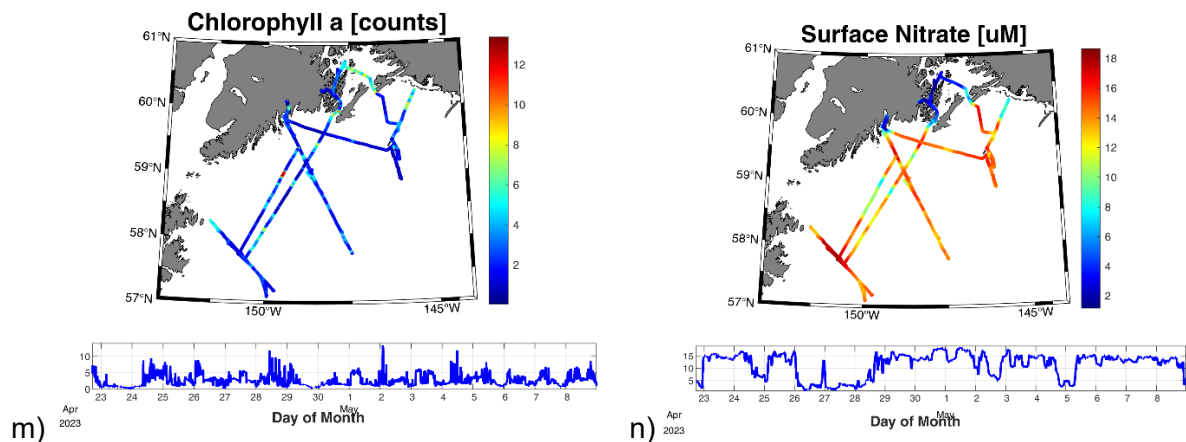 Chlorophyll a [counts]
61°N
60°N
59°N
58°N
57°N
150°W
145°W
12
10
8
6
4
2
10
5
0
23 24 25 26 27 28 29 30 May 2 3 4 5 6 7 8
Apr
2023
Day of Month
m)
Surface Nitrate [uM]
61°N
60°N
59°N
58°N
57°N
150°W
145°W
18
16
14
12
10
8
6
4
2
15
10
5
23 24 25 26 27 28 29 30 May 2 3 4 5 6 7 8
Apr
2023
Day of Month
n)